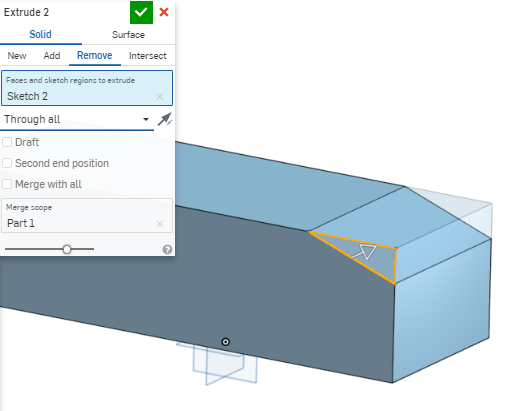 Extrude 2
Solid Surface
New Add Remove Intersect
Faces and sketch regions to extrude
Sketch 2
Through all
Draft
Second end position
Merge with all
Merge scope
Part 1